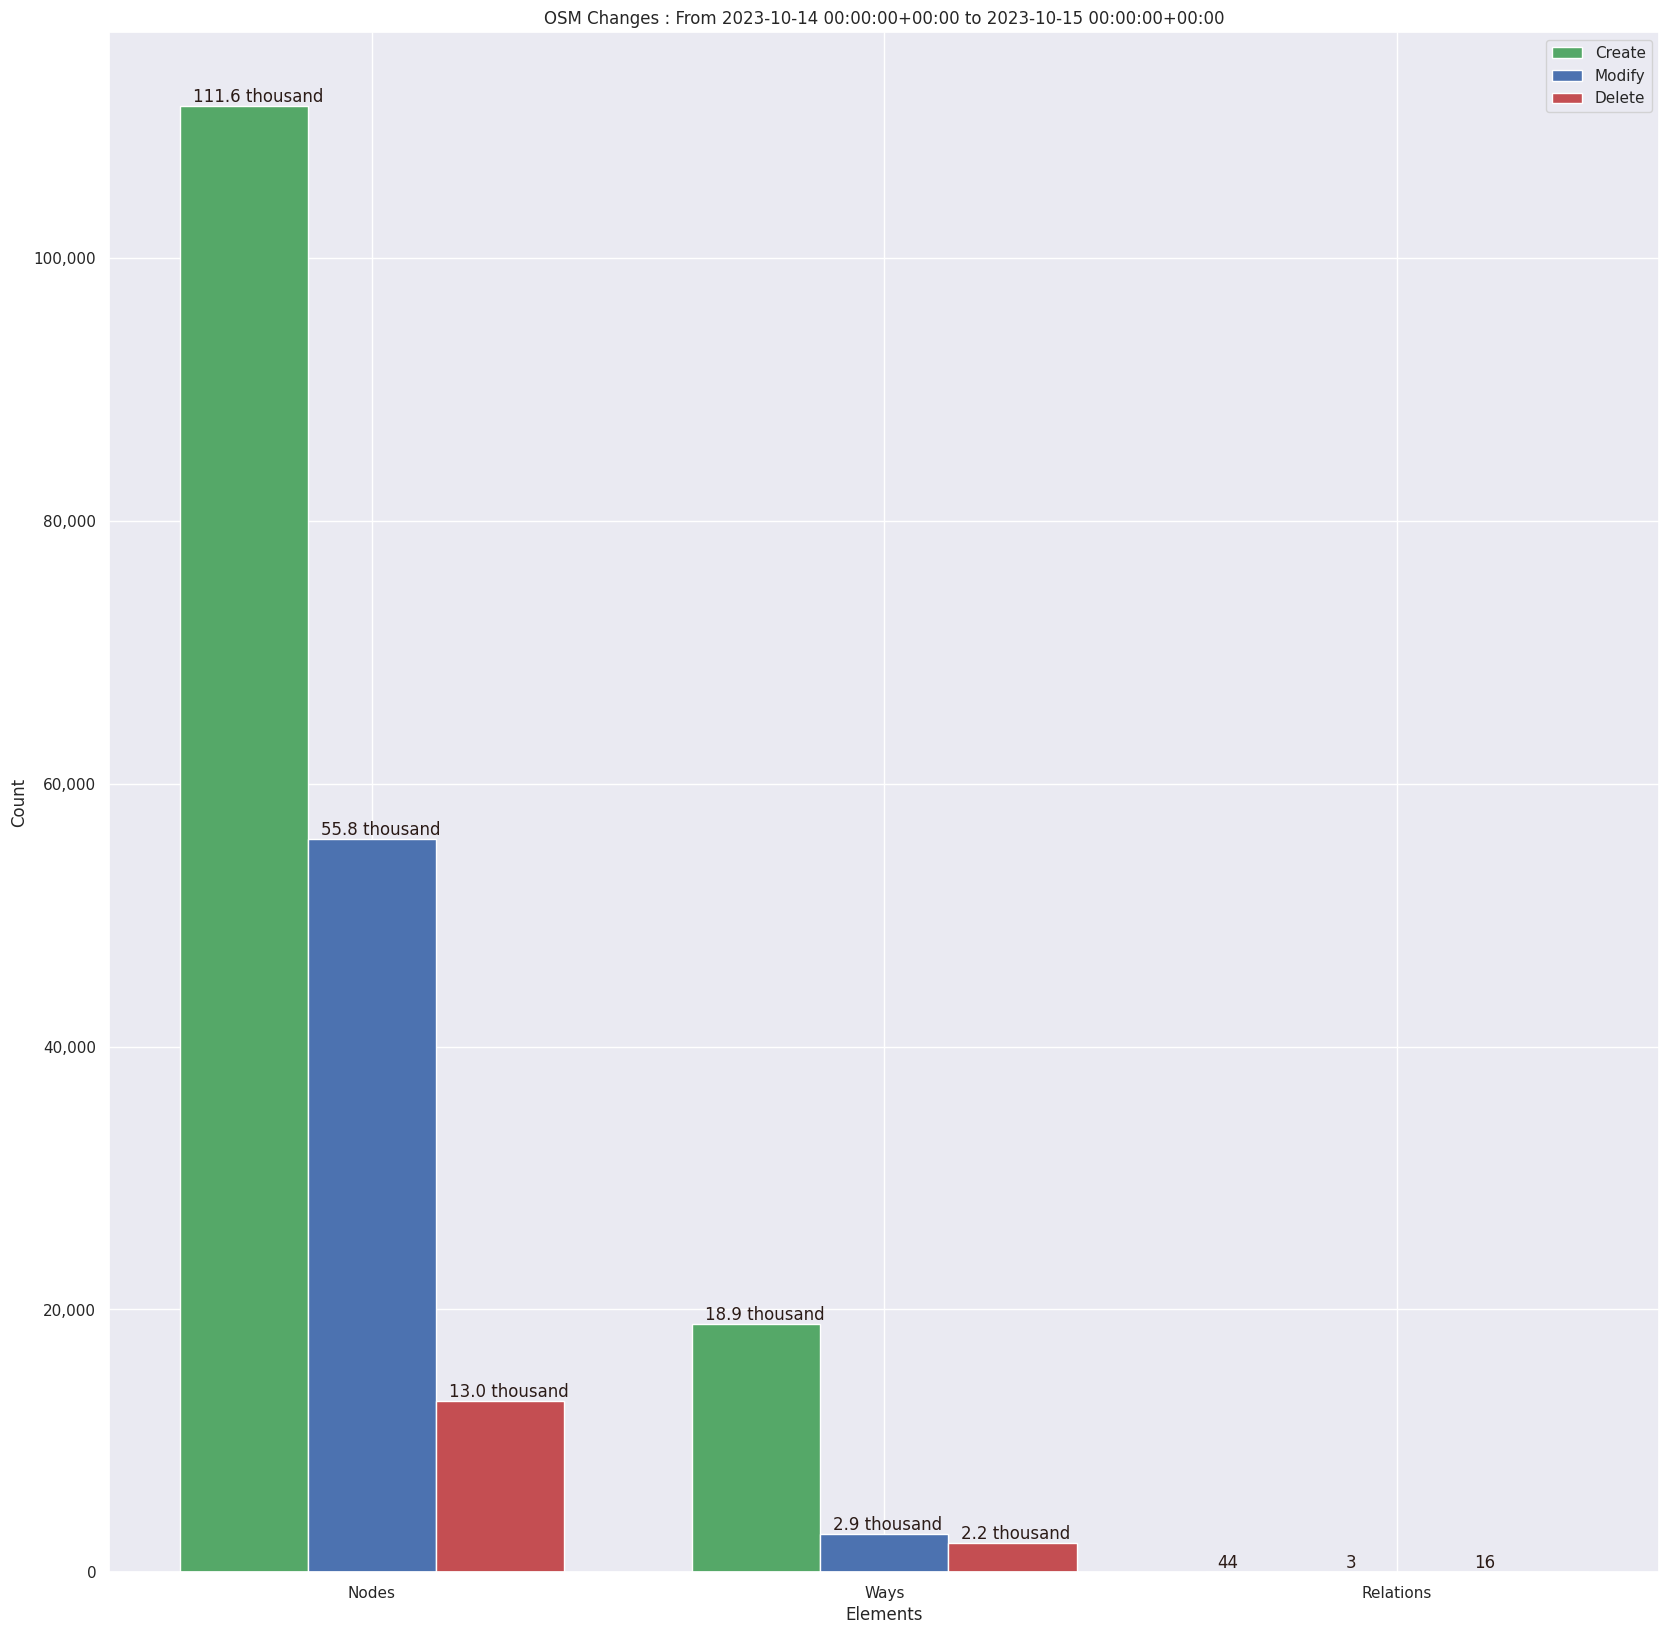 OSM Changes : From 2023-10-14 00:00:00+00:00 to 2023-10-15 00:00:00+00:00
Create
Modify
Delete
111.6 thousand
100,000
80,000
60,000
55.8 thousand
Count
40,000
20,000
18.9 thousand
13.0 thousand
2.9 thousand
2.2 thousand
44
3
16
0
Nodes
Ways
Relations
Elements